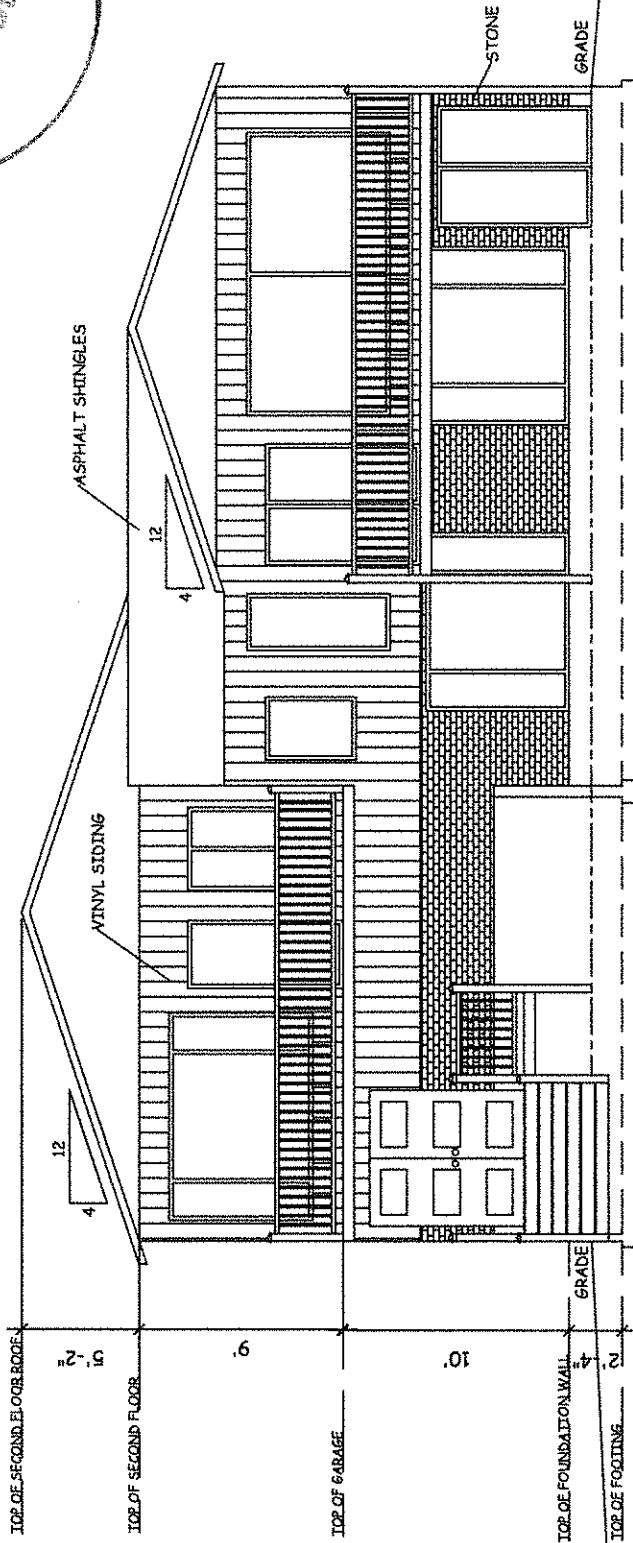 TOP OF SECOND FLOOR ROOF
5'-2"
TOP OF SECOND FLOOR
9'
TOP OF GARAGE
10'
TOP OF FOUNDATION WALL
2'-4"
TOP OF FOOTING
12
4
VINYL SIDING
12
4
ASPHALT SHINGLES
STONE
GRADE
GRADE